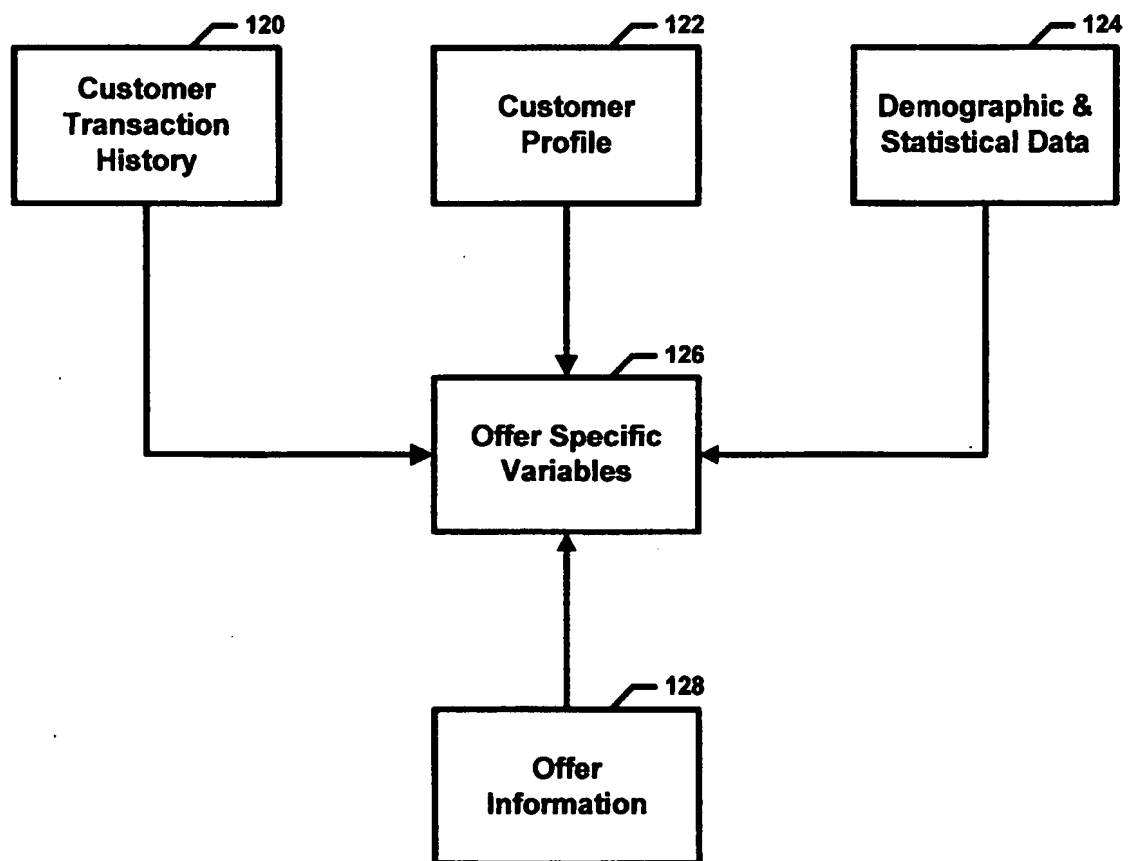 120
122
124
Customer
Transaction
History
Customer
Profile
Demographic &
Statistical Data
126
Offer Specific
Variables
128
Offer
Information